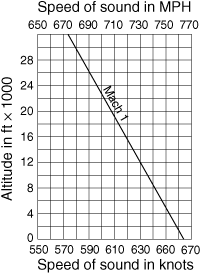 Speed of sound in MPH
650 670 690 710 730 750 770
Altitude in ft × 1000
28
24
20
16
12
8
4
0
Mach 1
550 570 590 610 630 650 670
Speed of sound in knots